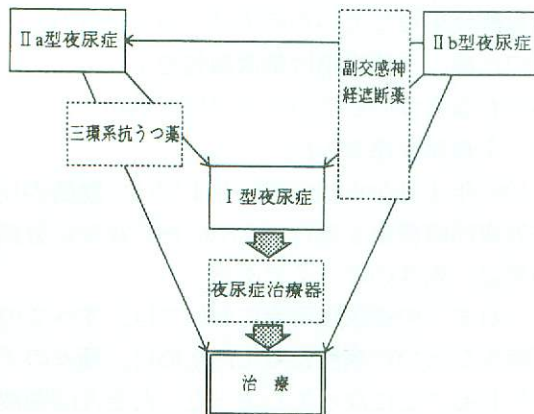 Ⅱa型夜尿症
Ⅱb型夜尿症
副交感神
経遮断薬
三環系抗うつ薬
Ⅰ型夜尿症
夜尿症治療器
治 療